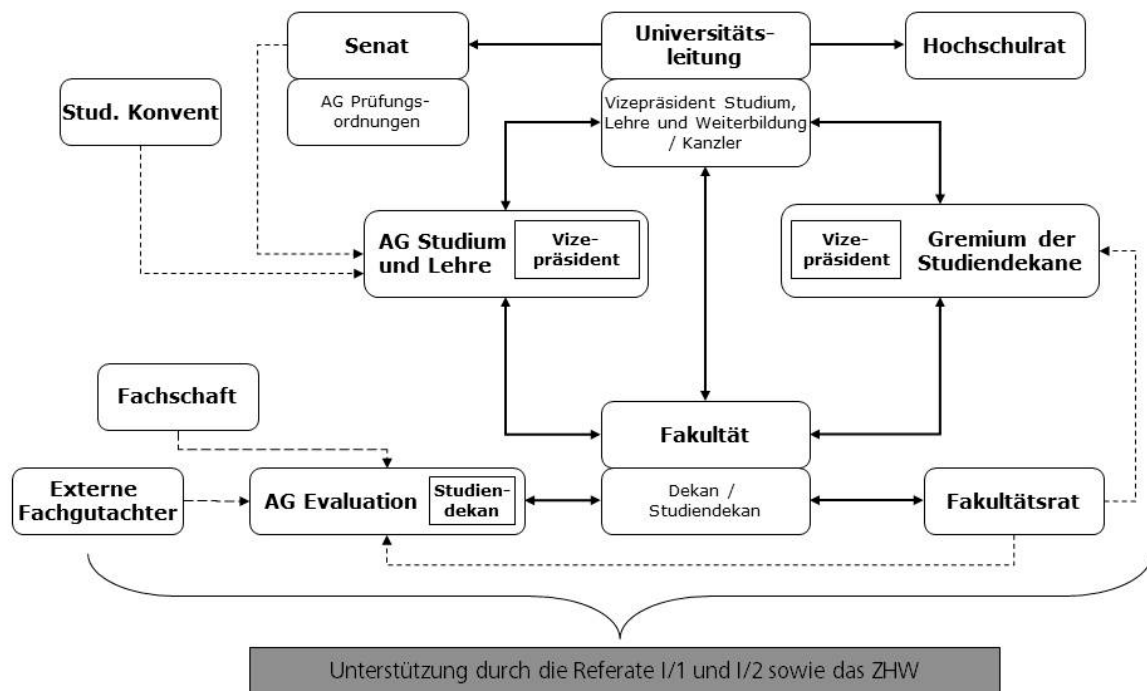 Senat
AG Prüfungs-
ordnungen
Universitäts-
leitung
Vizepräsident Studium,
Lehre und Weiterbildung
/ Kanzler
Hochschulrat
Stud. Konvent
AG Studium
und Lehre
Vize-
präsident
Vize-
präsident
Gremium der
Studiendekane
Fachschaft
Fakultät
Dekan /
Studiendekan
Externe
Fachgutachter
AG Evaluation
Studien-
dekan
Fakultätsrat
Unterstützung durch die Referate I/1 und I/2 sowie das ZHW